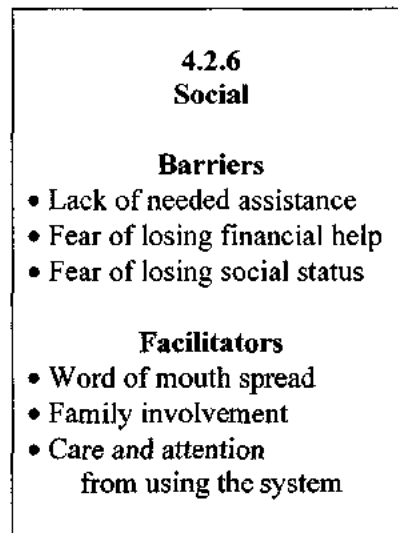 4.2.6
Social
Barriers
• Lack of needed assistance
• Fear of losing financial help
• Fear of losing social status
Facilitators
• Word of mouth spread
• Family involvement
• Care and attention
from using the system